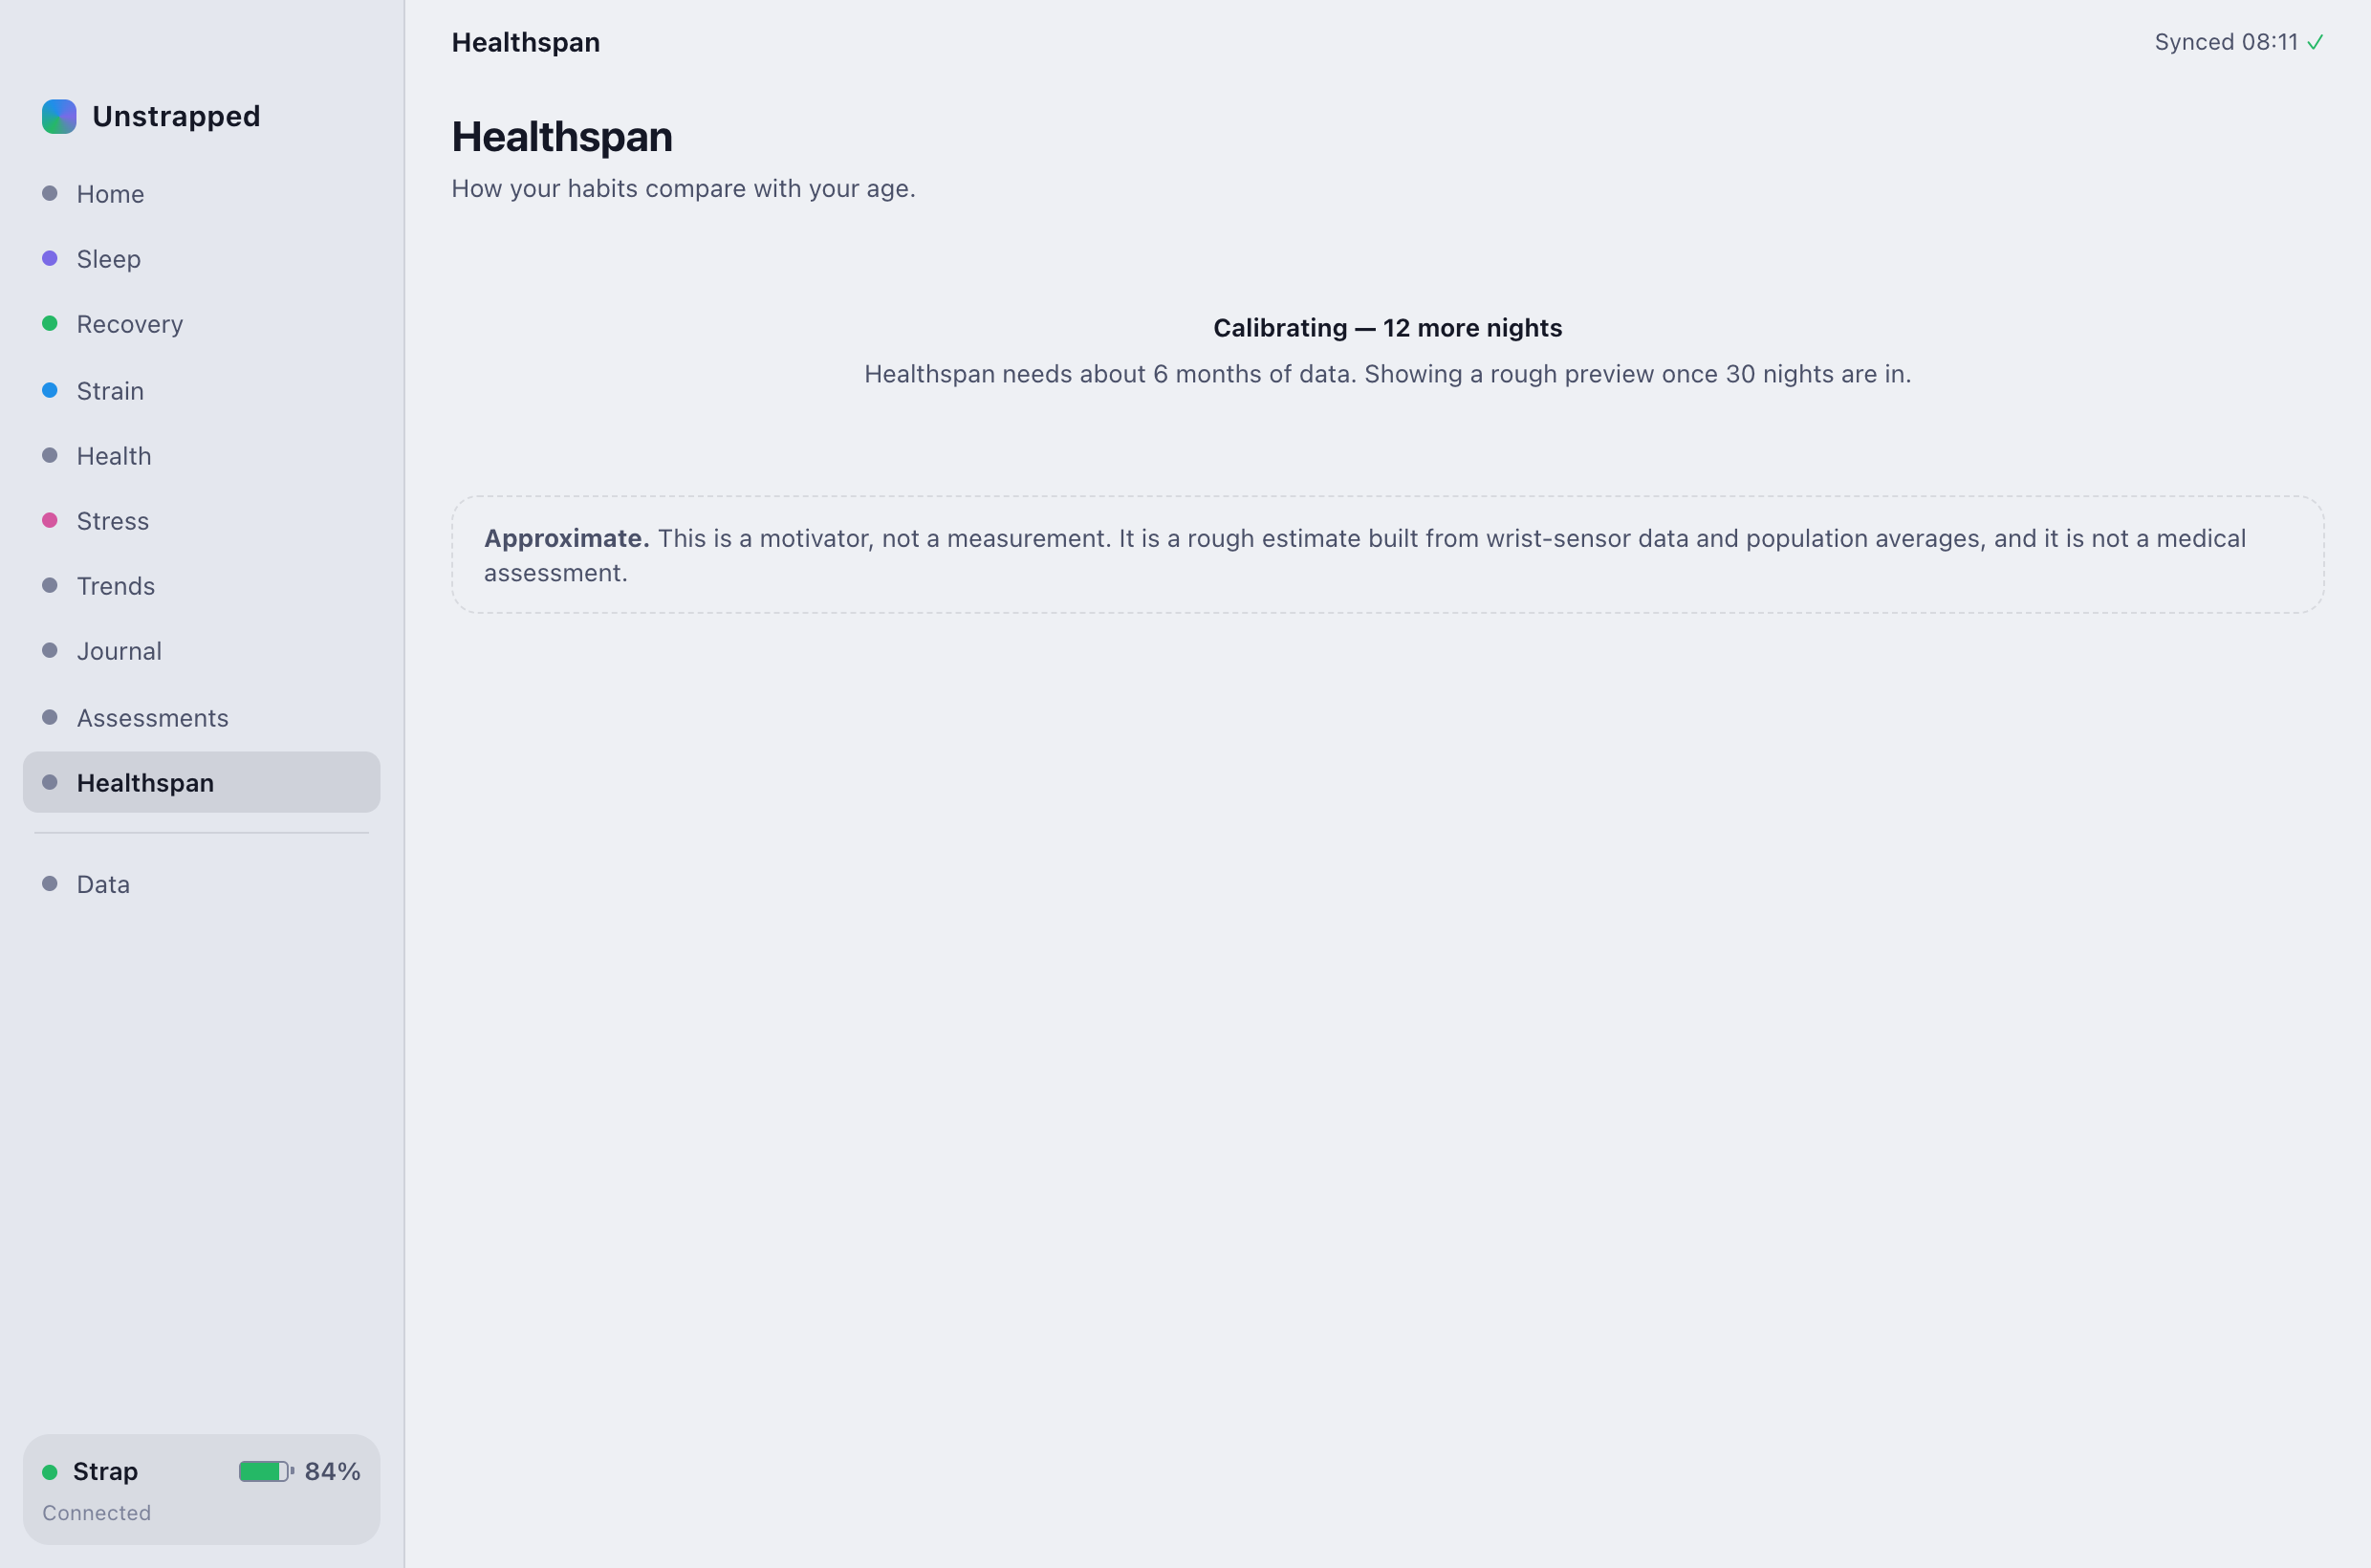 Unstrapped
Home
Sleep
Recovery
Strain
Health
Stress
Trends
Journal
Assessments
Healthspan
Data
Strap 84%
Connected
Healthspan
Synced 08:11 ✓
Healthspan
How your habits compare with your age.
Calibrating — 12 more nights
Healthspan needs about 6 months of data. Showing a rough preview once 30 nights are in.
Approximate. This is a motivator, not a measurement. It is a rough estimate built from wrist-sensor data and population averages, and it is not a medical
assessment.